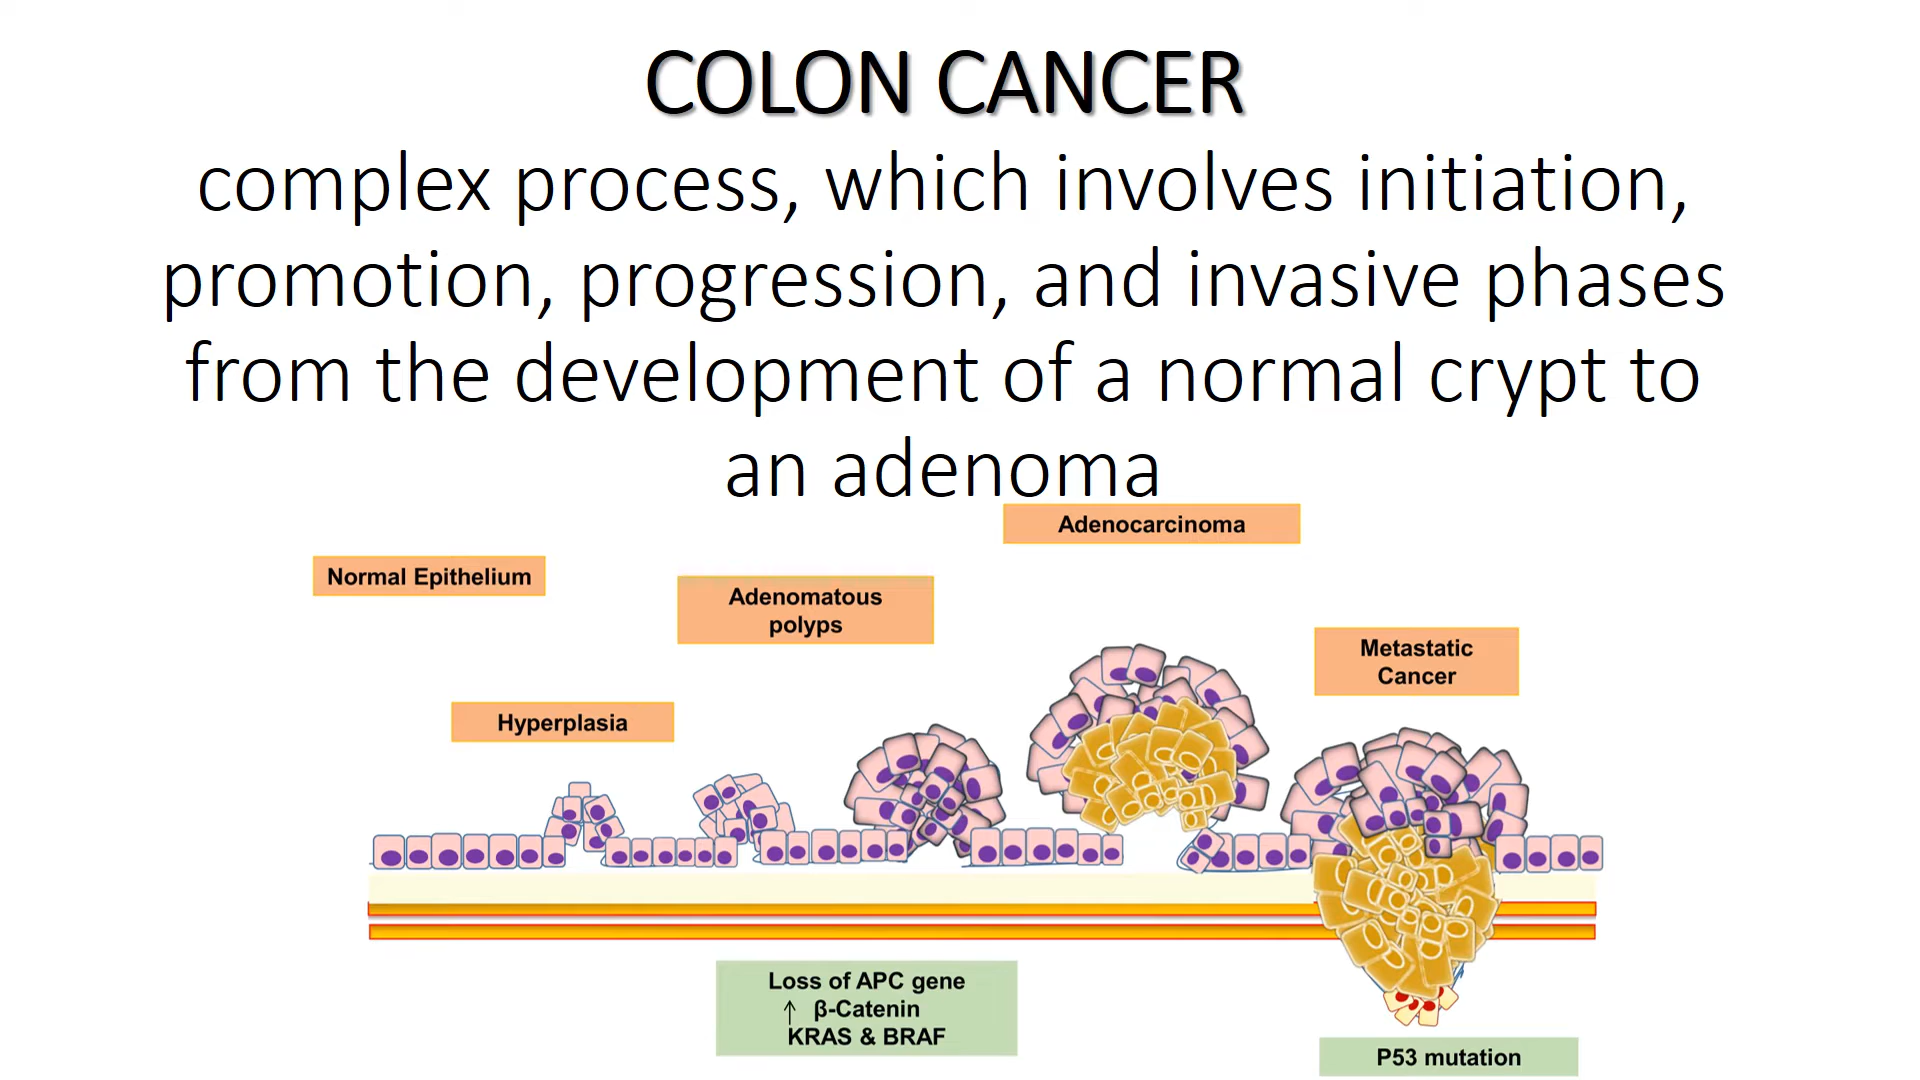 COLON CANCER
complex process, which involves initiation,
promotion, progression, and invasive phases
from the development of a normal crypt to
an adenoma
Adenocarcinoma
Normal Epithelium
Adenomatous
polyps
Metastatic
Cancer
Hyperplasia
Loss of APC gene
↑ β-Catenin
KRAS & BRAF
P53 mutation